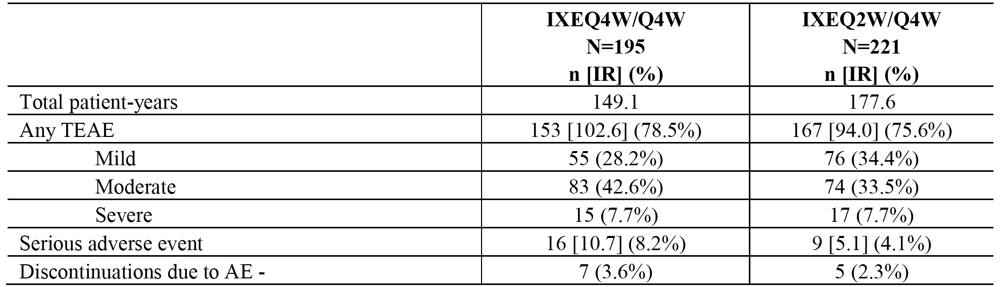 IXEQ4W/Q4W IXEQ2W/Q4W
N=195 N=221
n [IR] (%) n [IR] (%)
Total patient-years 149.1 177.6
Any TEAE 153 [102.6] (78.5%) 167 [94.0] (75.6%)
Mild 55 (28.2%) 76 (34.4%)
Moderate 83 (42.6%) 74 (33.5%)
Severe 15 (7.7%) 17 (7.7%)
Serious adverse event 16 [10.7] (8.2%) 9 [5.1] (4.1%)
Discontinuations due to AE - 7 (3.6%) 5 (2.3%)